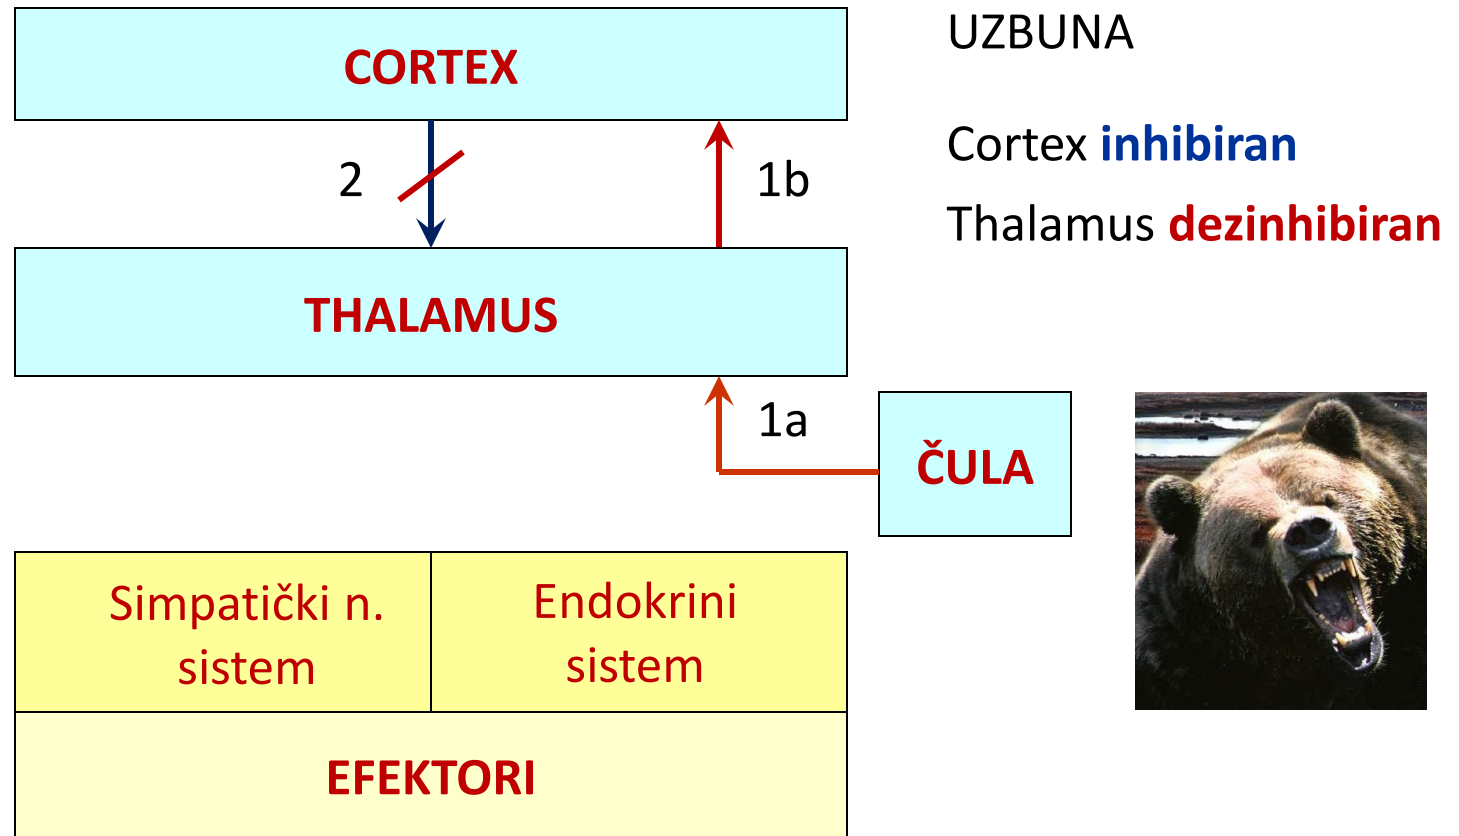 CORTEX
UZBUNA
Cortex inhibiran
2
1b
Thalamus dezinhibiran
THALAMUS
1a
ČULA
Simpatički n.
sistem
Endokrini
sistem
EFEKTORI